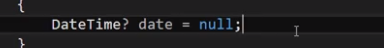 {
DateTime? date = null;
}